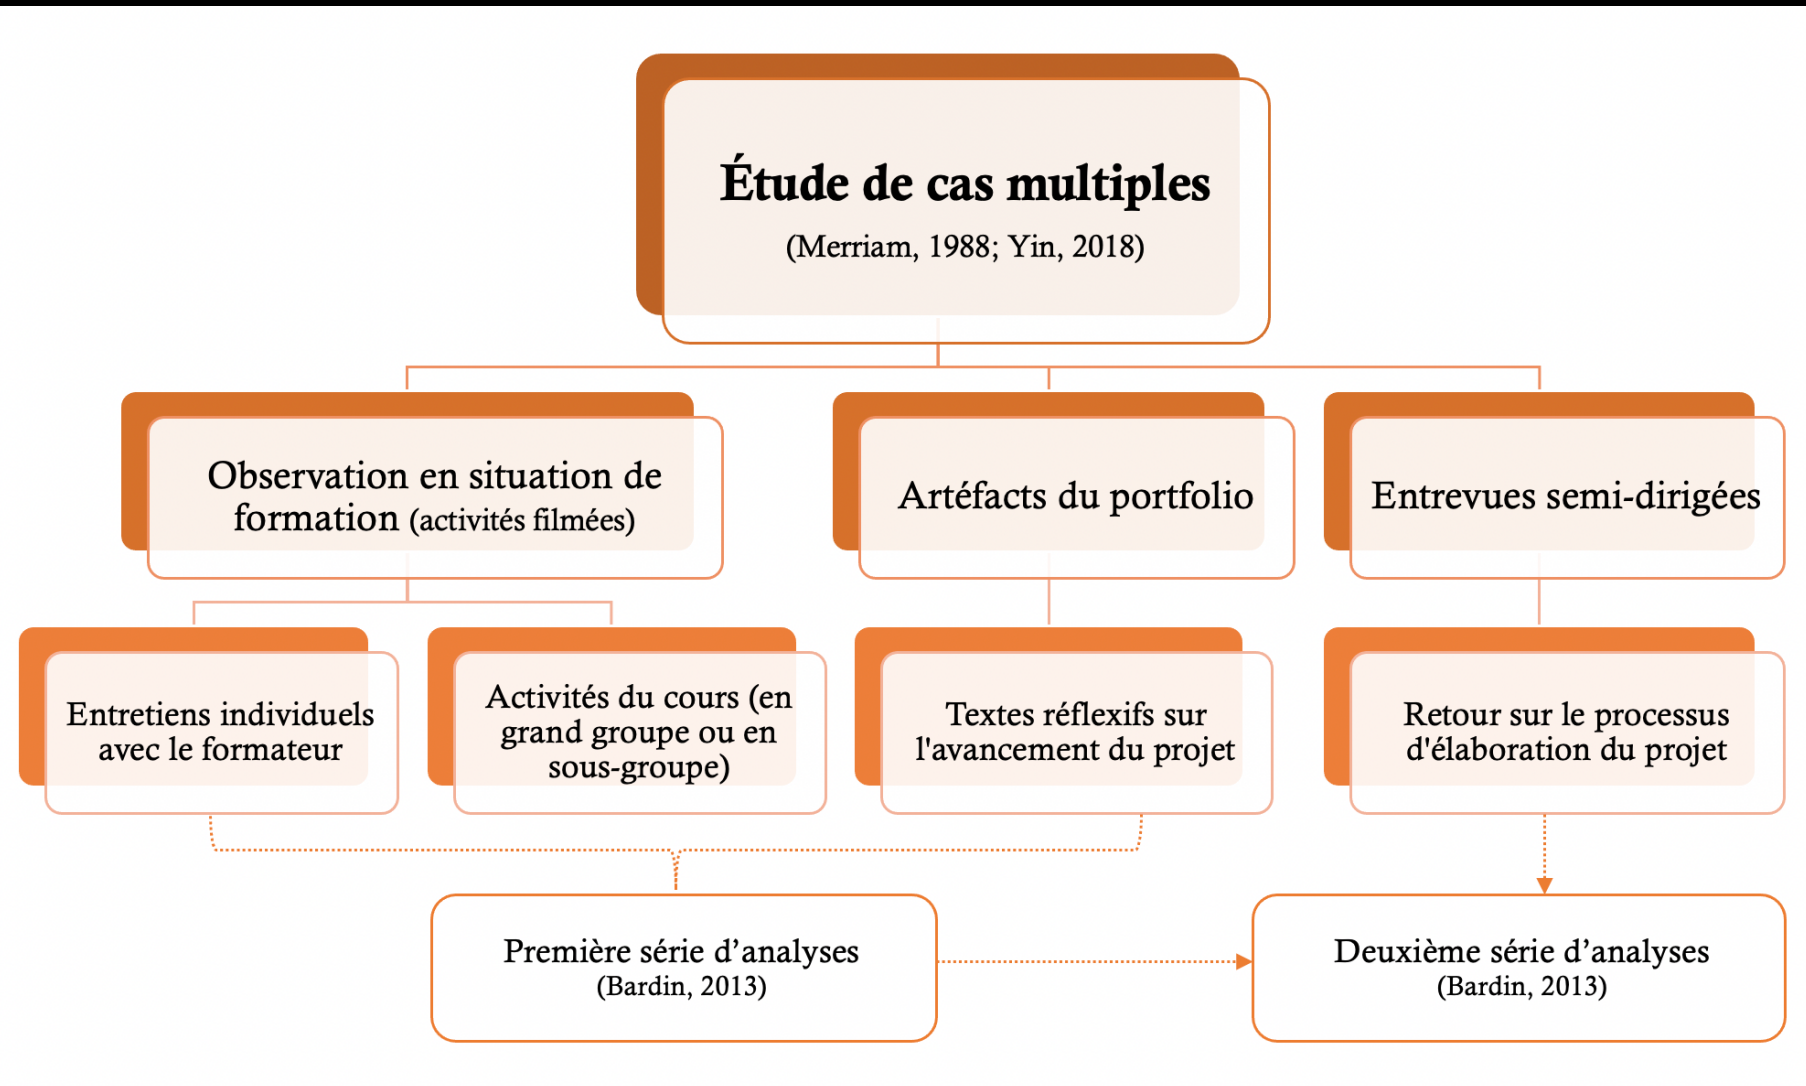 Étude de cas multiples
(Merriam, 1988; Yin, 2018)
Observation en situation de
formation (activités filmées)
Artéfacts du portfolio
Entrevues semi-dirigées
Entretiens individuels
avec le formateur
Activités du cours (en
grand groupe ou en
sous-groupe)
Textes réflexifs sur
l'avancement du projet
Retour sur le processus
d'élaboration du projet
Première série d’analyses
(Bardin, 2013)
Deuxième série d’analyses
(Bardin, 2013)